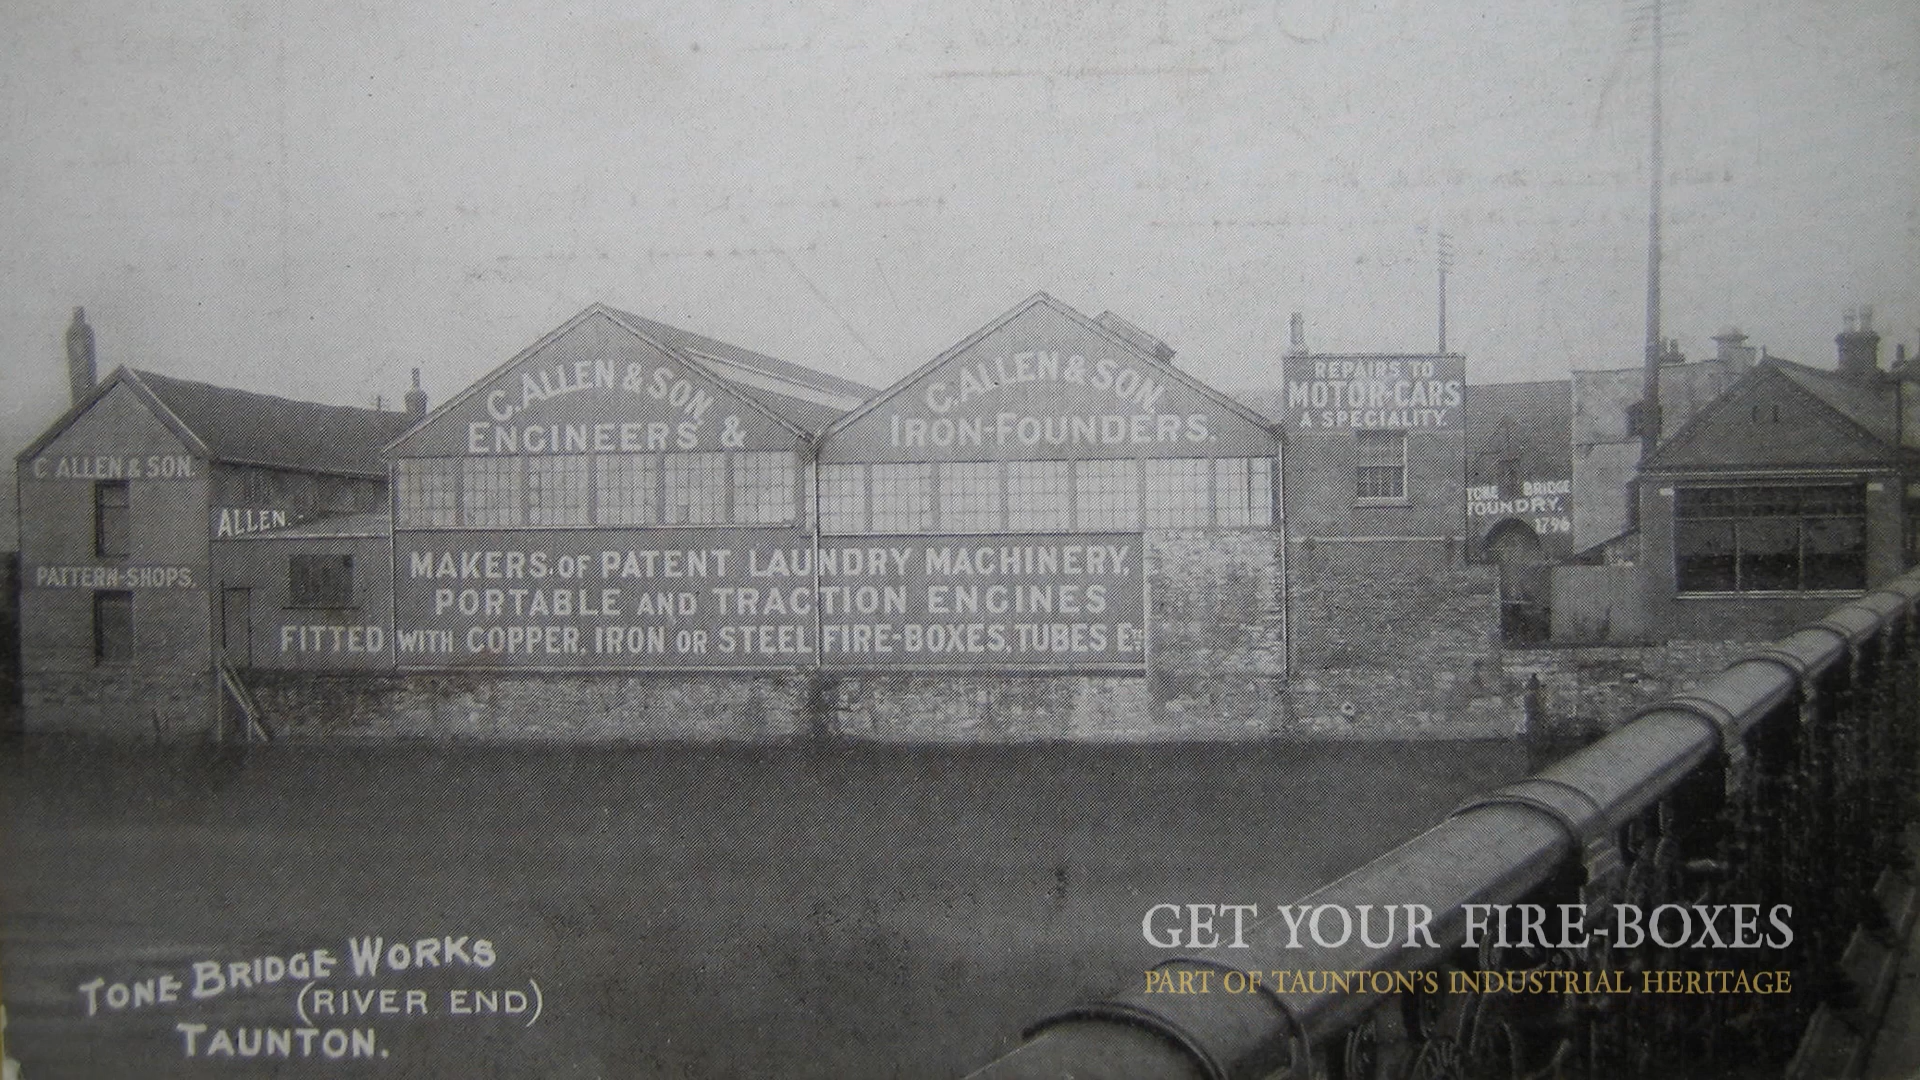 C. ALLEN & SON.
PATTERN-SHOPS.
ALLEN.
C. ALLEN & SON,
ENGINEERS &
C. ALLEN & SON,
IRON-FOUNDERS.
MAKERS. OF PATENT LAUNDRY MACHINERY,
PORTABLE AND TRACTION ENGINES
FITTED WITH COPPER, IRON OR STEEL FIRE-BOXES, TUBES Etc
REPAIRS TO
MOTOR-CARS
A SPECIALITY.
TONE BRIDGE
FOUNDRY.
1796
TONE BRIDGE WORKS
(RIVER END)
TAUNTON.
GET YOUR FIRE-BOXES
PART OF TAUNTON'S INDUSTRIAL HERITAGE